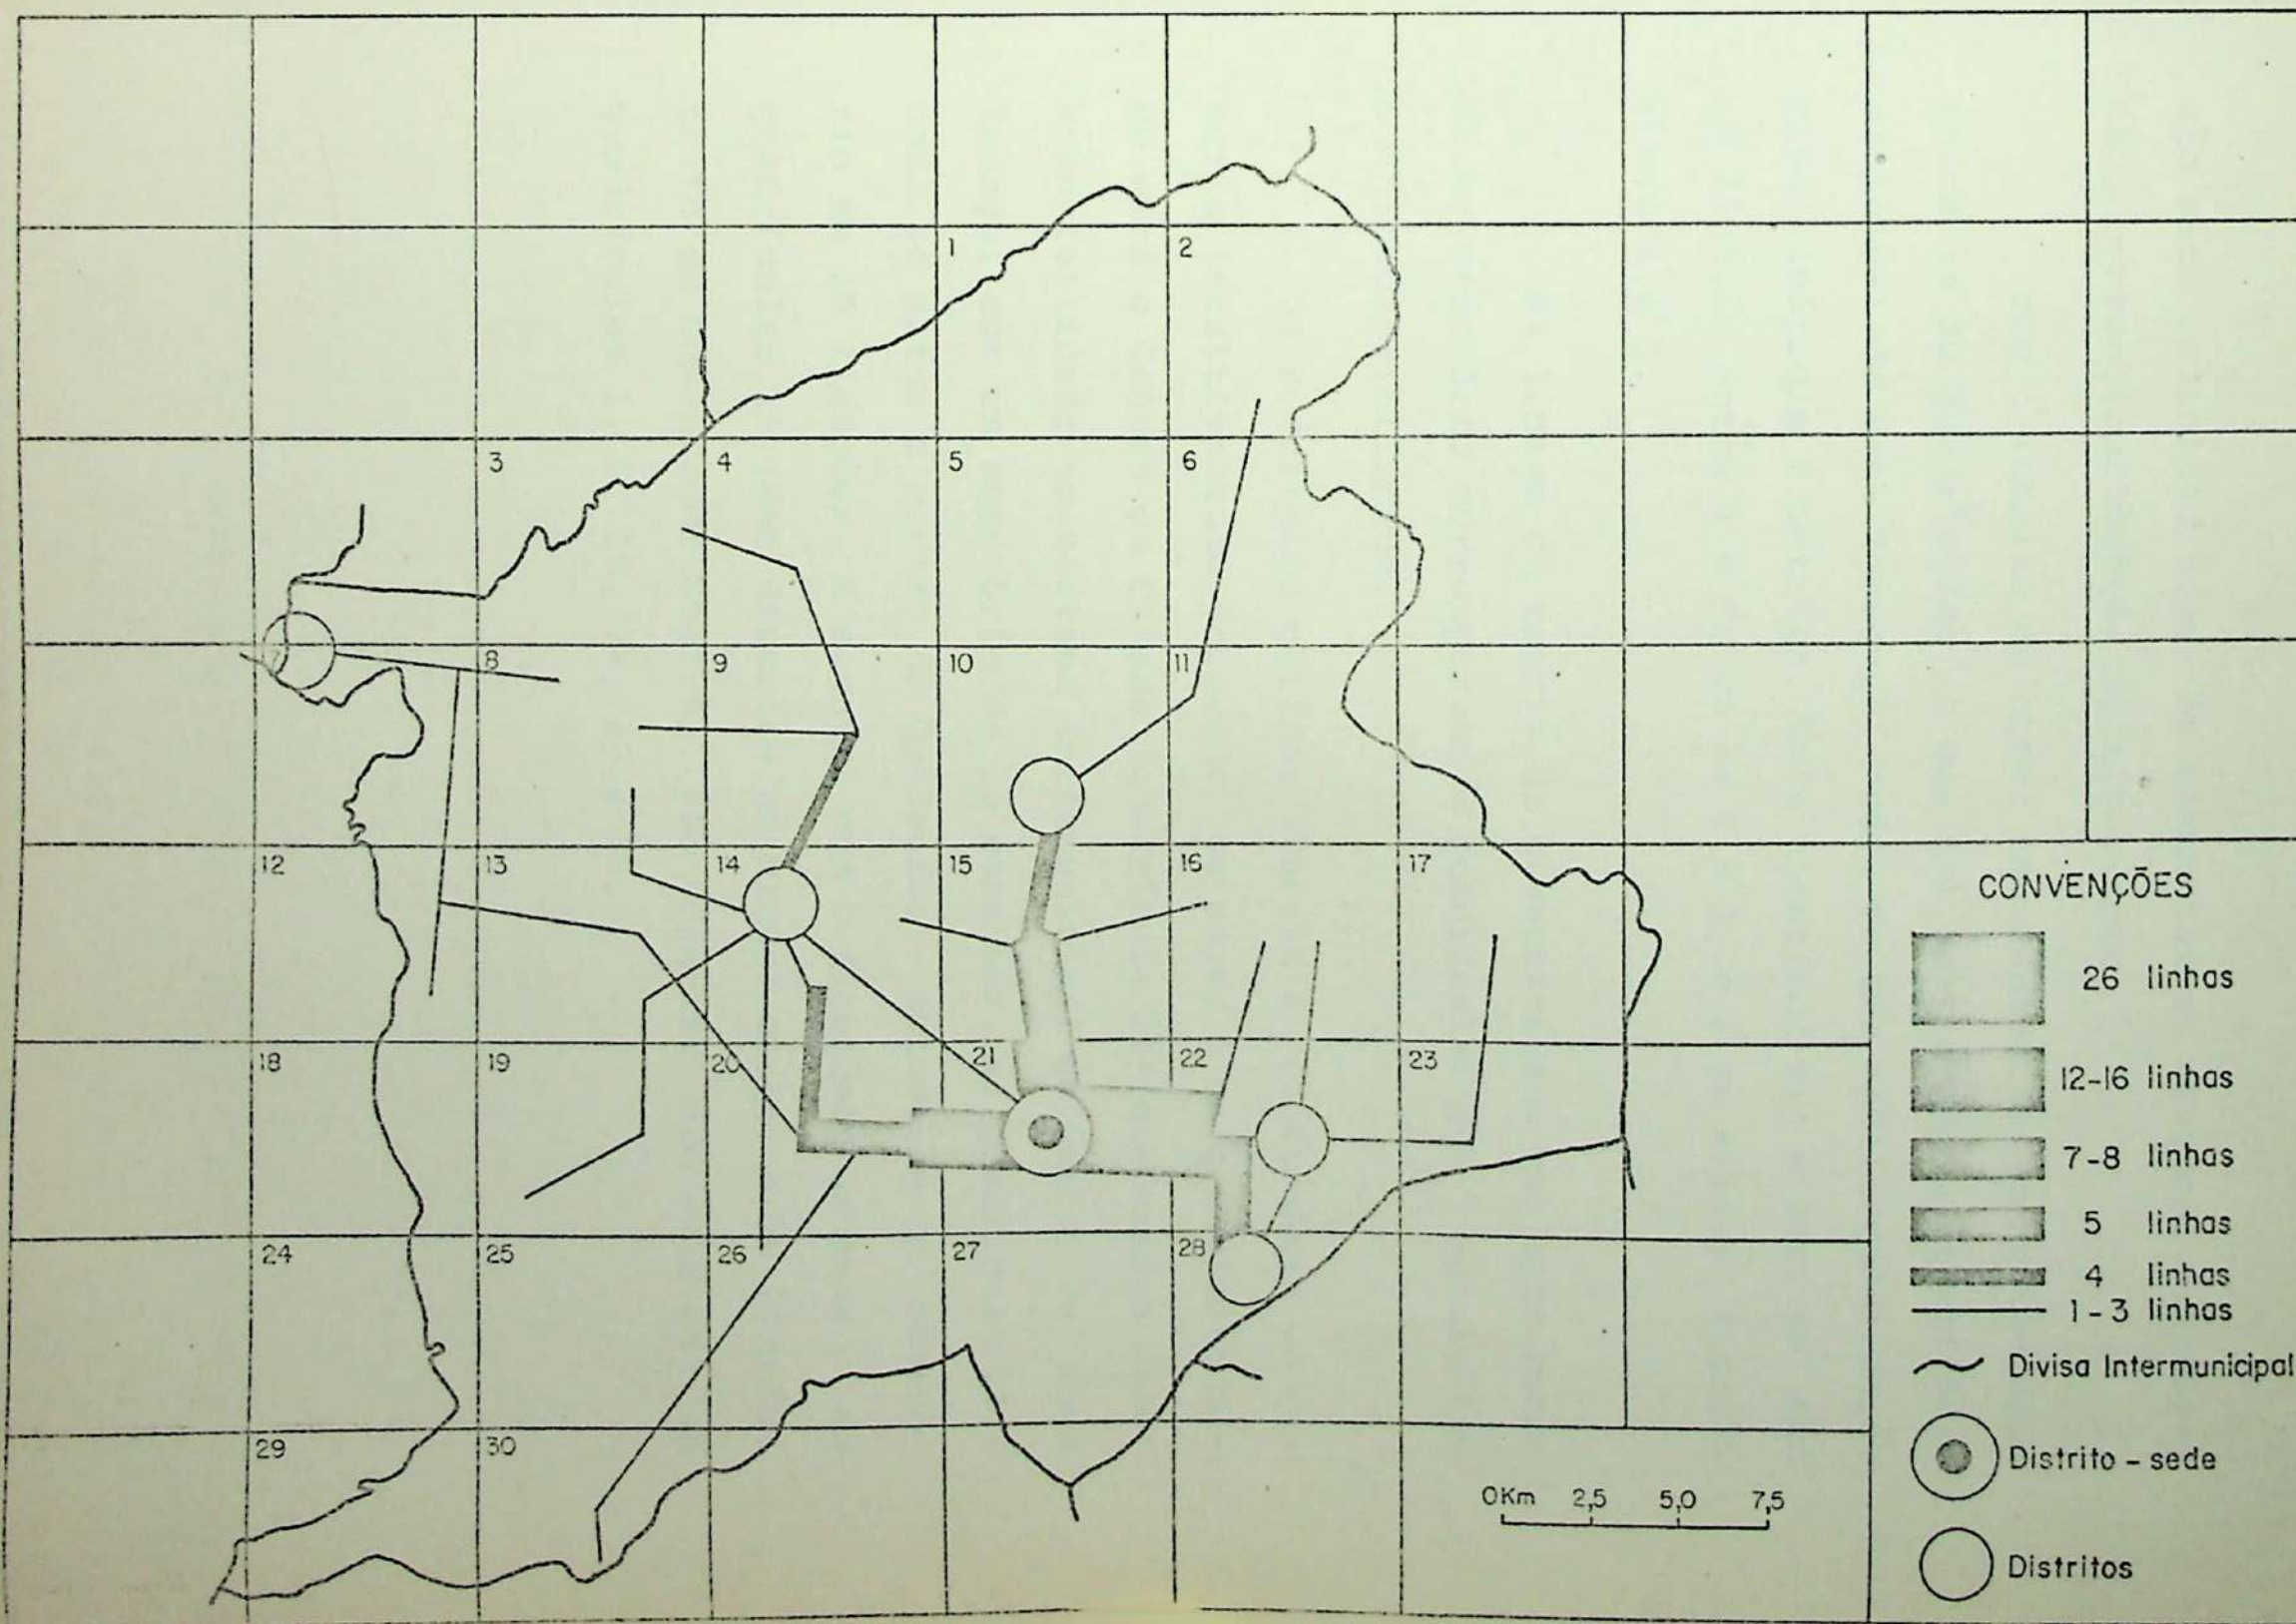 1
2
3
4
5
6
7
8
9
10
11
12
13
14
15
16
17
18
19
20
21
22
23
24
25
26
27
28
29
30
CONVENÇÕES
26 linhas
12-16 linhas
7-8 linhas
5 linhas
4 linhas
1-3 linhas
Divisa Intermunicipal
Distrito - sede
Distritos
0Km 2,5 5,0 7,5